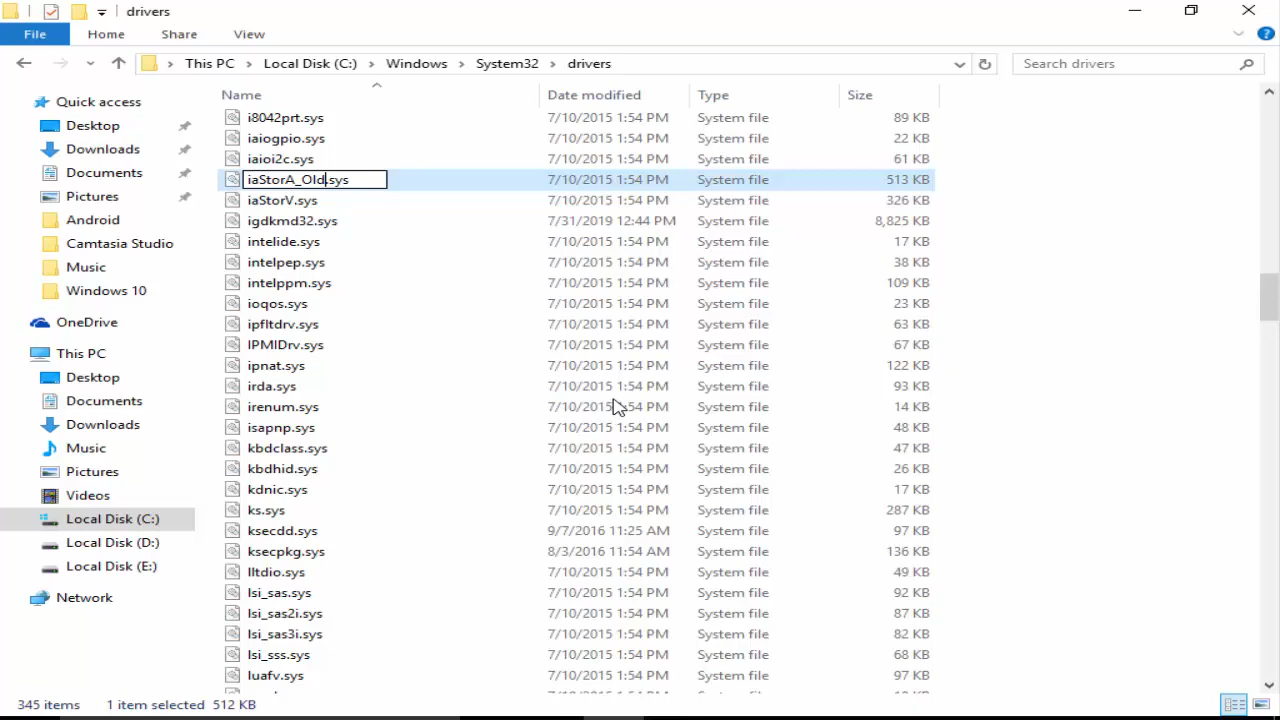 drivers
File Home Share View
This PC Local Disk (C:) Windows System32 drivers Search drivers
Name Date modified Type Size
Quick access
Desktop
Downloads
Documents
Pictures
Android
Camtasia Studio
Music
Windows 10
OneDrive
This PC
Desktop
Documents
Downloads
Music
Pictures
Videos
Local Disk (C:)
Local Disk (D:)
Local Disk (E:)
Network
i8042prt.sys 7/10/2015 1:54 PM System file 89 KB
iaiogpio.sys 7/10/2015 1:54 PM System file 22 KB
iaioi2c.sys 7/10/2015 1:54 PM System file 61 KB
iaStorA_Old.sys 7/10/2015 1:54 PM System file 513 KB
iaStorV.sys 7/10/2015 1:54 PM System file 326 KB
igdkmd32.sys 7/31/2019 12:44 PM System file 8,825 KB
intelide.sys 7/10/2015 1:54 PM System file 17 KB
intelpep.sys 7/10/2015 1:54 PM System file 38 KB
intelppm.sys 7/10/2015 1:54 PM System file 109 KB
ioqos.sys 7/10/2015 1:54 PM System file 23 KB
ipfltdrv.sys 7/10/2015 1:54 PM System file 63 KB
IPMIDrv.sys 7/10/2015 1:54 PM System file 67 KB
ipnat.sys 7/10/2015 1:54 PM System file 122 KB
irda.sys 7/10/2015 1:54 PM System file 93 KB
irenum.sys 7/10/2015 1:54 PM System file 14 KB
isapnp.sys 7/10/2015 1:54 PM System file 48 KB
kbdclass.sys 7/10/2015 1:54 PM System file 47 KB
kbdhid.sys 7/10/2015 1:54 PM System file 26 KB
kdnic.sys 7/10/2015 1:54 PM System file 17 KB
ks.sys 7/10/2015 1:54 PM System file 287 KB
ksecdd.sys 9/7/2016 11:25 AM System file 97 KB
ksecpkg.sys 8/3/2016 11:54 AM System file 136 KB
lltdio.sys 7/10/2015 1:54 PM System file 49 KB
lsi_sas.sys 7/10/2015 1:54 PM System file 92 KB
lsi_sas2i.sys 7/10/2015 1:54 PM System file 87 KB
lsi_sas3i.sys 7/10/2015 1:54 PM System file 82 KB
lsi_sss.sys 7/10/2015 1:54 PM System file 68 KB
luafv.sys 7/10/2015 1:54 PM System file 97 KB
345 items 1 item selected 512 KB